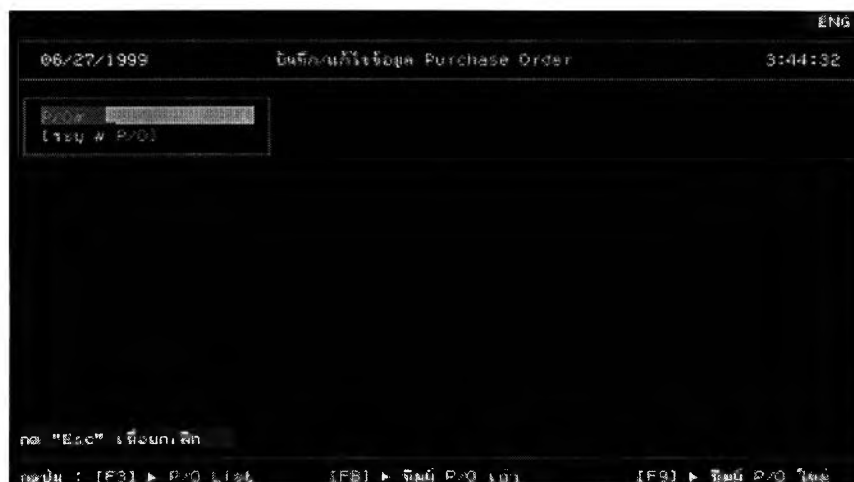 ENG
06/27/1999 บันทึก/แก้ไขข้อมูล Purchase Order 3:44:32
P/O#
[ระบุ # P/O]
กด "Esc" เพื่อยกเลิก
กดปุ่ม : [F3] ► P/O List [F8] ► พิมพ์ P/O เก่า [F9] ► พิมพ์ P/O ใหม่